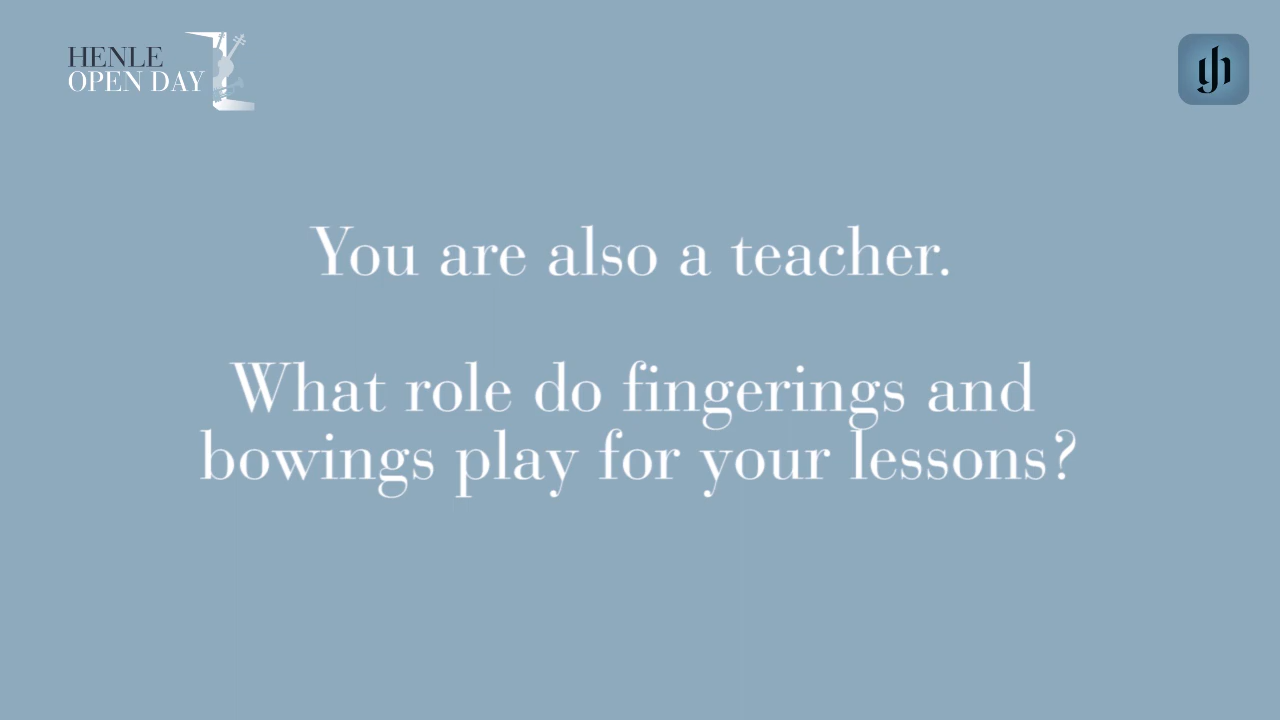 HENLE
OPEN DAY
You are also a teacher.
What role do fingerings and
bowings play for your lessons?